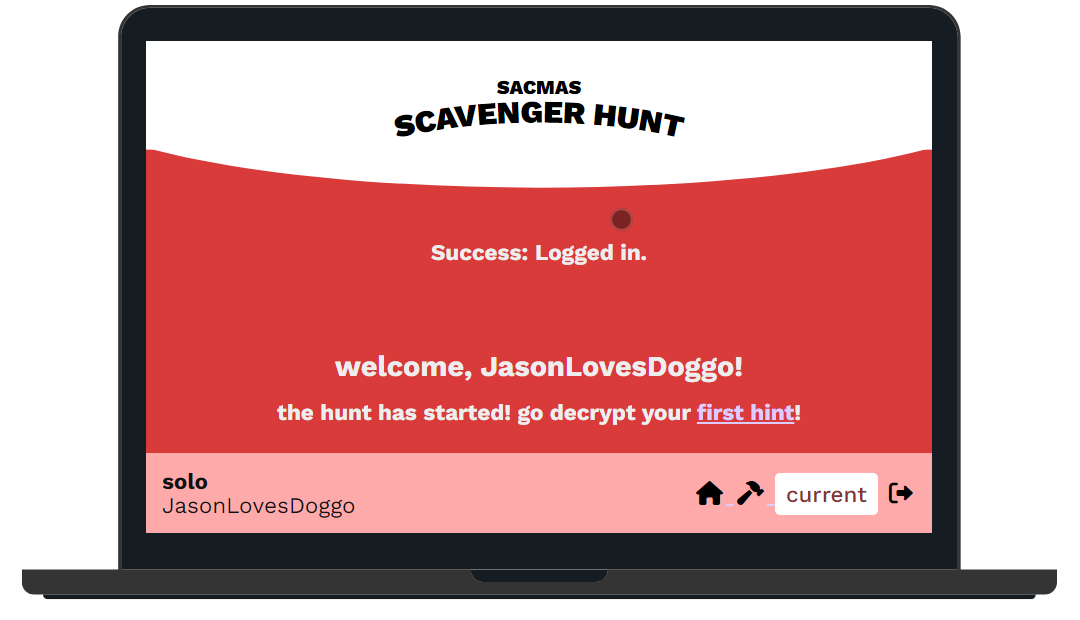 SACMAS
SCAVENGER HUNT
Success: Logged in.
welcome, JasonLovesDoggo!
the hunt has started! go decrypt your first hint!
solo
JasonLovesDoggo
current